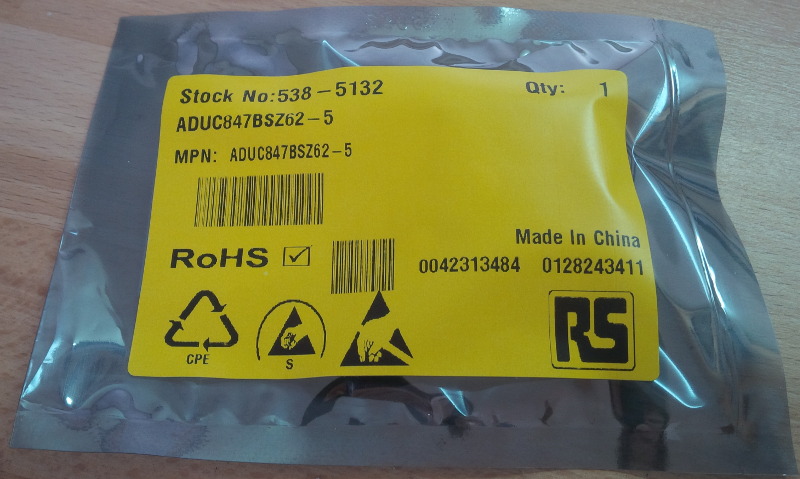 Stock No:538-5132 Qty: 1
ADUC847BSZ62-5
MPN: ADUC847BSZ62-5
Made In China
RoHS
0042313484 0128243411
CPE
S
RS